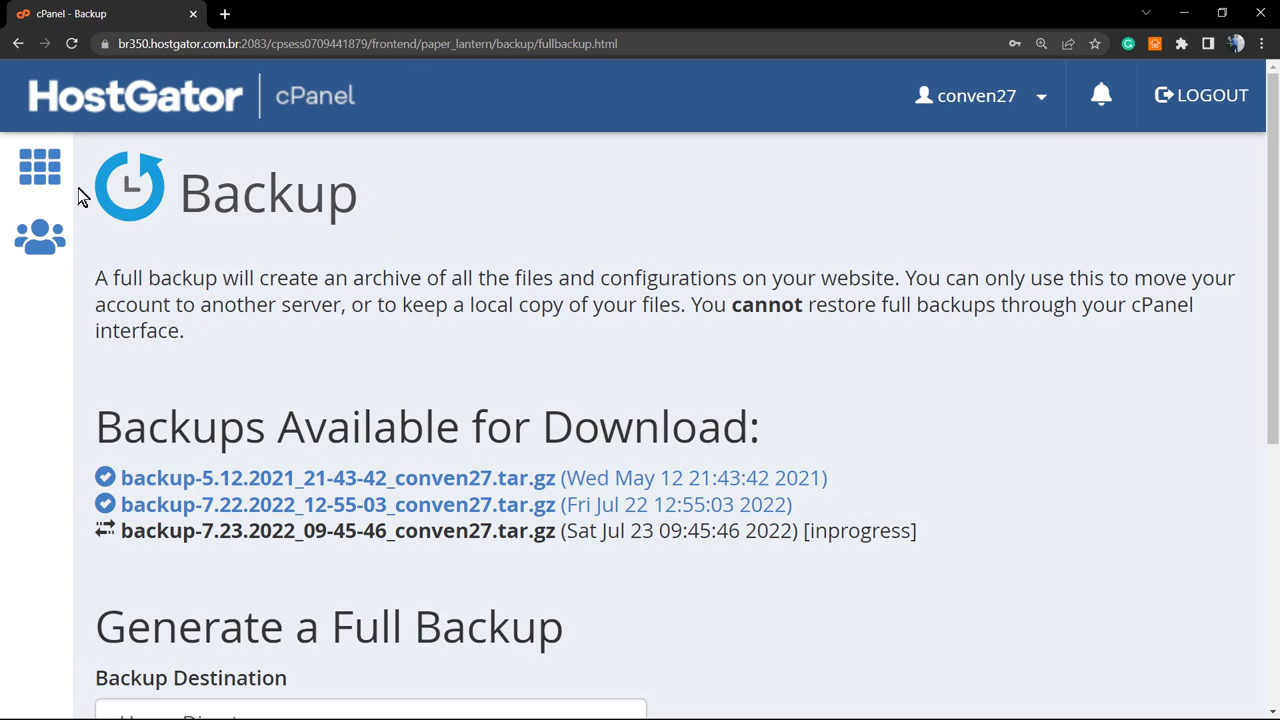 cPanel - Backup
br350.hostgator.com.br:2083/cpsess0709441879/frontend/paper_lantern/backup/fullbackup.html
HostGator cPanel
conven27
LOGOUT
Backup
A full backup will create an archive of all the files and configurations on your website. You can only use this to move your
account to another server, or to keep a local copy of your files. You cannot restore full backups through your cPanel
interface.
Backups Available for Download:
backup-5.12.2021_21-43-42_conven27.tar.gz (Wed May 12 21:43:42 2021)
backup-7.22.2022_12-55-03_conven27.tar.gz (Fri Jul 22 12:55:03 2022)
backup-7.23.2022_09-45-46_conven27.tar.gz (Sat Jul 23 09:45:46 2022) [inprogress]
Generate a Full Backup
Backup Destination